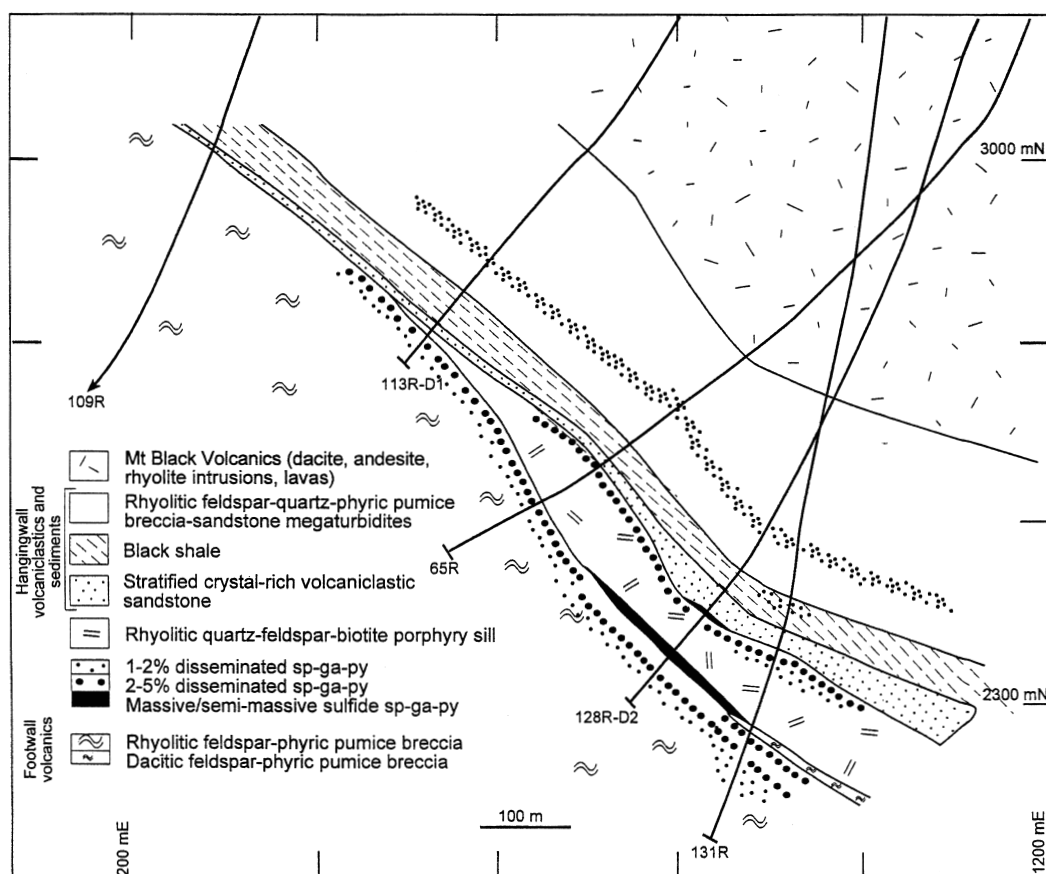 3000 mN
109R
113R-D1
65R
Mt Black Volcanics (dacite, andesite,
rhyolite intrusions, lavas)
Rhyolitic feldspar-quartz-phyric pumice
breccia-sandstone megaturbidites
Black shale
Stratified crystal-rich volcaniclastic
sandstone
Hangingwall
volcaniclastics and
sediments
Rhyolitic quartz-feldspar-biotite porphyry sill
1-2% disseminated sp-ga-py
2-5% disseminated sp-ga-py
Massive/semi-massive sulfide sp-ga-py
2300 mN
128R-D2
Footwall
volcanics
Rhyolitic feldspar-phyric pumice breccia
Dacitic feldspar-phyric pumice breccia
100 m
131R
200 mE
1200 mE